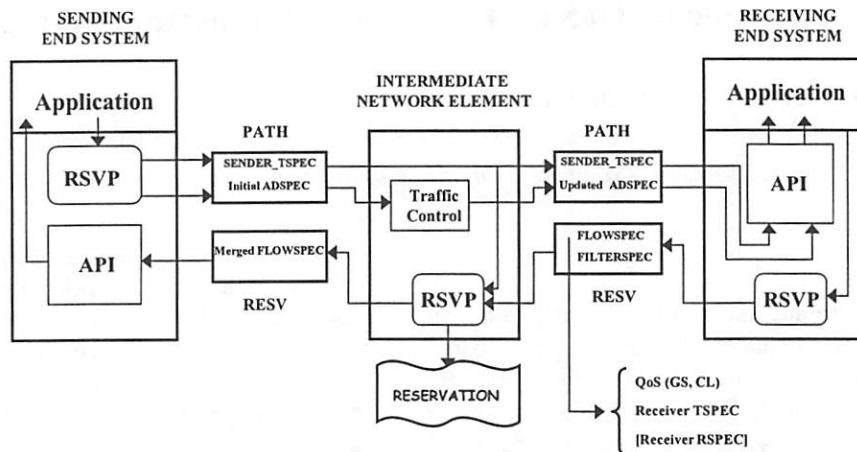 SENDING
END SYSTEM
RECEIVING
END SYSTEM
INTERMEDIATE
NETWORK ELEMENT
Application
Application
PATH
PATH
RSVP
SENDER_TSPEC
Initial ADSPEC
Traffic
Control
SENDER_TSPEC
Updated ADSPEC
API
API
Merged FLOWSPEC
RESV
RSVP
FLOWSPEC
FILTERSPEC
RESV
RSVP
RESERVATION
QoS (GS, CL)
Receiver TSPEC
[Receiver RSPEC]